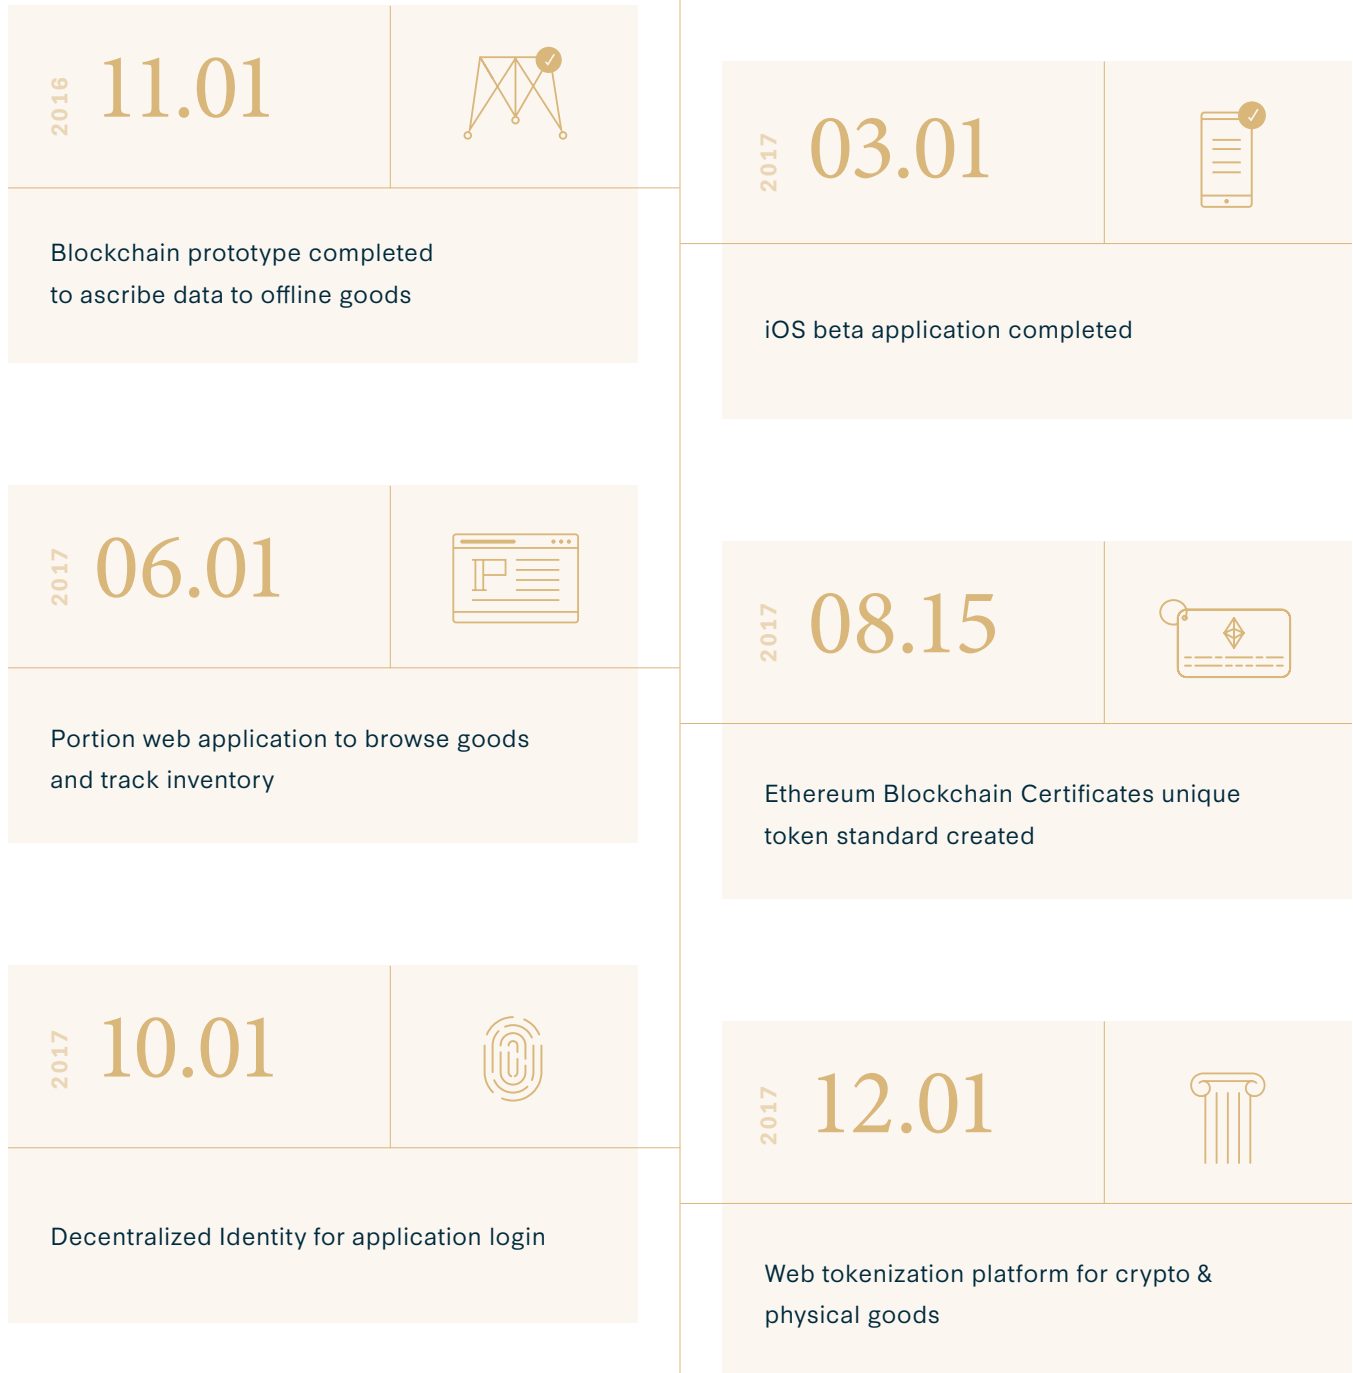 2016
11.01
Blockchain prototype completed
to ascribe data to offline goods
2017
03.01
iOS beta application completed
2017
06.01
P
Portion web application to browse goods
and track inventory
2017
08.15
Ethereum Blockchain Certificates unique
token standard created
2017
10.01
Decentralized Identity for application login
2017
12.01
Web tokenization platform for crypto &
physical goods